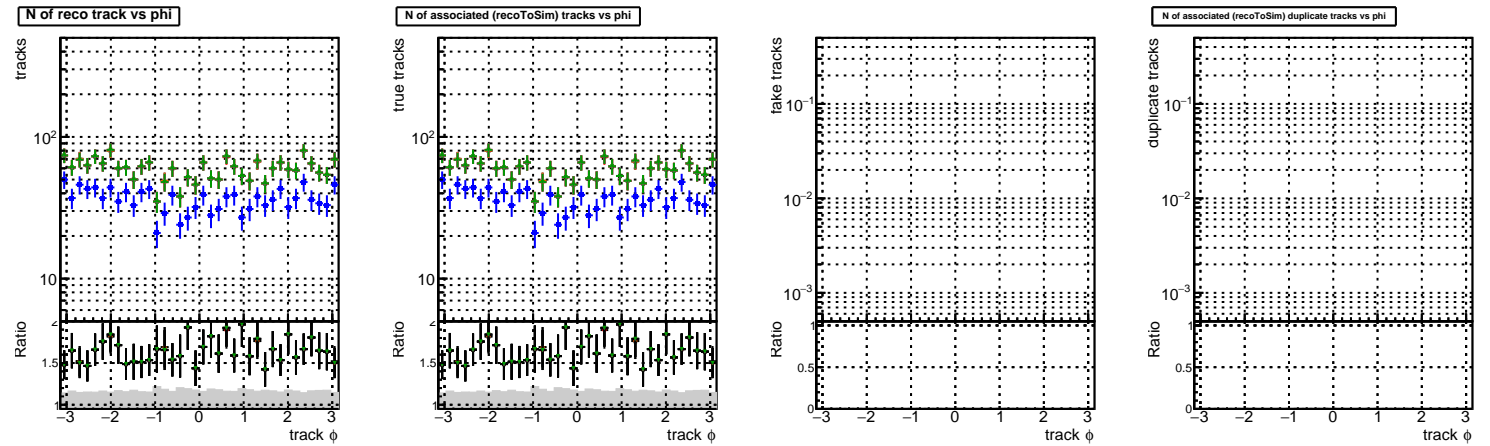 N of reco track vs phi
tracks
10²
10
Ratio
2
1.5
1
−3 −2 −1 0 1 2 3
track ϕ
N of associated (recoToSim) tracks vs phi
true tracks
10²
10
Ratio
2
1.5
1
−3 −2 −1 0 1 2 3
track ϕ
fake tracks
10⁻¹
10⁻²
10⁻³
Ratio
1
0.5
0
−3 −2 −1 0 1 2 3
track ϕ
N of associated (recoToSim) duplicate tracks vs phi
duplicate tracks
10⁻¹
10⁻²
10⁻³
Ratio
1
0.5
0
−3 −2 −1 0 1 2 3
track ϕ